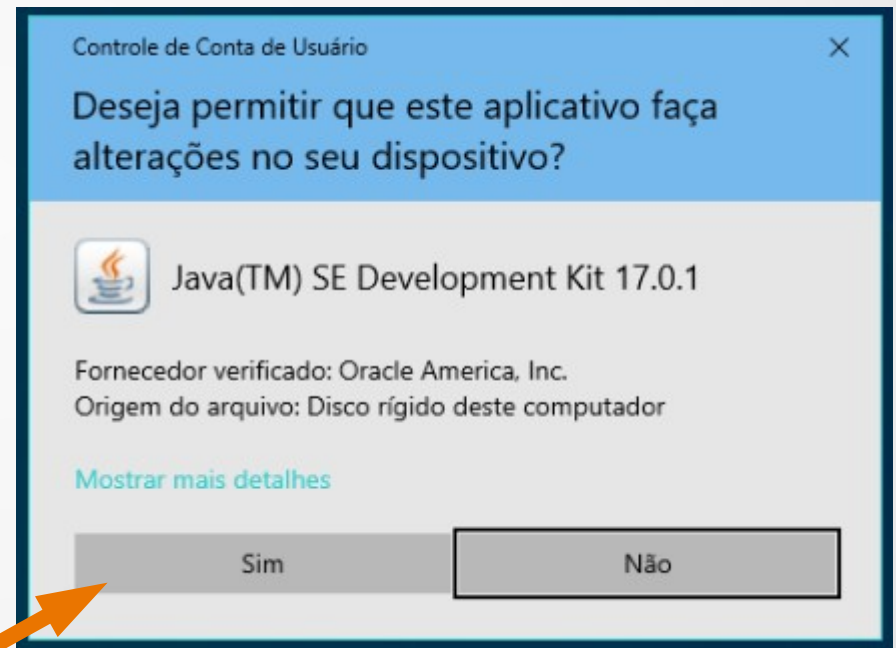 Controle de Conta de Usuário
Deseja permitir que este aplicativo faça
alterações no seu dispositivo?
Java(TM) SE Development Kit 17.0.1
Fornecedor verificado: Oracle America, Inc.
Origem do arquivo: Disco rígido deste computador
Mostrar mais detalhes
Sim
Não